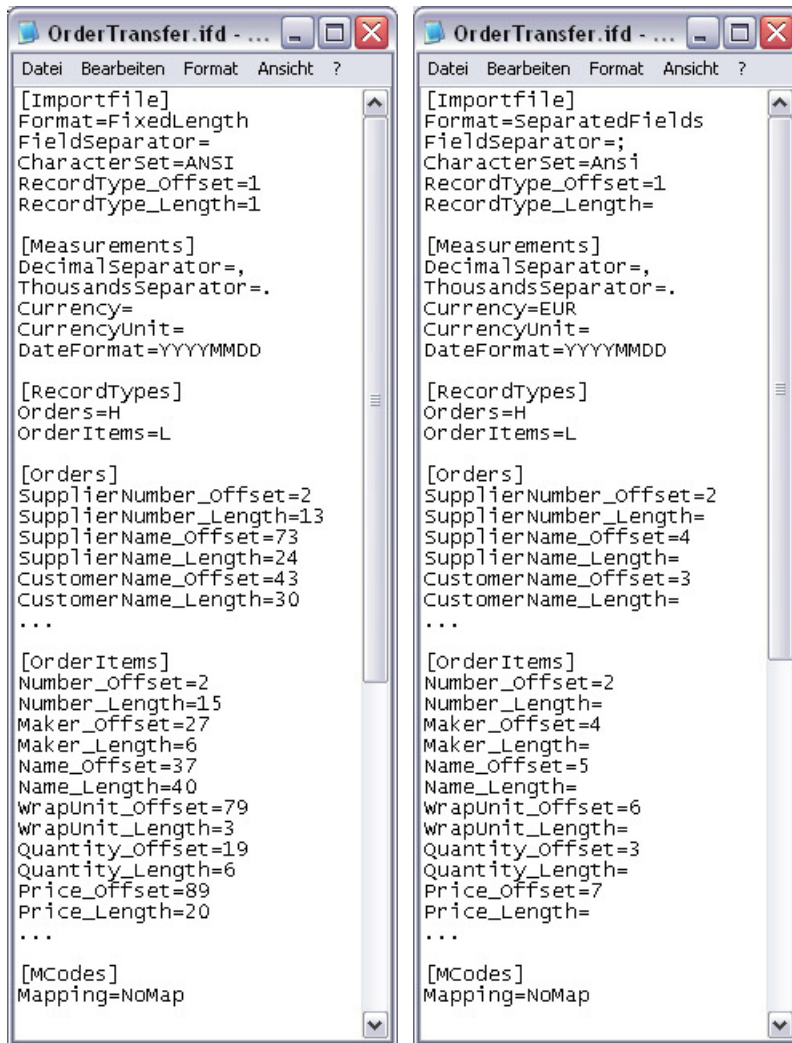 OrderTransfer.ifd - ...
Datei Bearbeiten Format Ansicht ?
[Importfile]
Format=FixedLength
FieldSeparator=
CharacterSet=ANSI
RecordType_Offset=1
RecordType_Length=1
[Measurements]
DecimalSeparator=,
ThousandsSeparator=.
Currency=
CurrencyUnit=
DateFormat=YYYYMMDD
[RecordTypes]
Orders=H
OrderItems=L
[Orders]
SupplierNumber_Offset=2
SupplierNumber_Length=13
SupplierName_Offset=73
SupplierName_Length=24
CustomerName_Offset=43
CustomerName_Length=30
...
[OrderItems]
Number_Offset=2
Number_Length=15
Maker_Offset=27
Maker_Length=6
Name_Offset=37
Name_Length=40
WrapUnit_Offset=79
WrapUnit_Length=3
Quantity_Offset=19
Quantity_Length=6
Price_Offset=89
Price_Length=20
...
[MCodes]
Mapping=NoMap
OrderTransfer.ifd - ...
Datei Bearbeiten Format Ansicht ?
[Importfile]
Format=SeparatedFields
FieldSeparator=;
CharacterSet=Ansi
RecordType_Offset=1
RecordType_Length=
[Measurements]
DecimalSeparator=,
ThousandsSeparator=.
Currency=EUR
CurrencyUnit=
DateFormat=YYYYMMDD
[RecordTypes]
Orders=H
OrderItems=L
[Orders]
SupplierNumber_Offset=2
SupplierNumber_Length=
SupplierName_Offset=4
SupplierName_Length=
CustomerName_Offset=3
CustomerName_Length=
...
[OrderItems]
Number_Offset=2
Number_Length=
Maker_Offset=4
Maker_Length=
Name_Offset=5
Name_Length=
WrapUnit_Offset=6
WrapUnit_Length=
Quantity_Offset=3
Quantity_Length=
Price_Offset=7
Price_Length=
...
[MCodes]
Mapping=NoMap